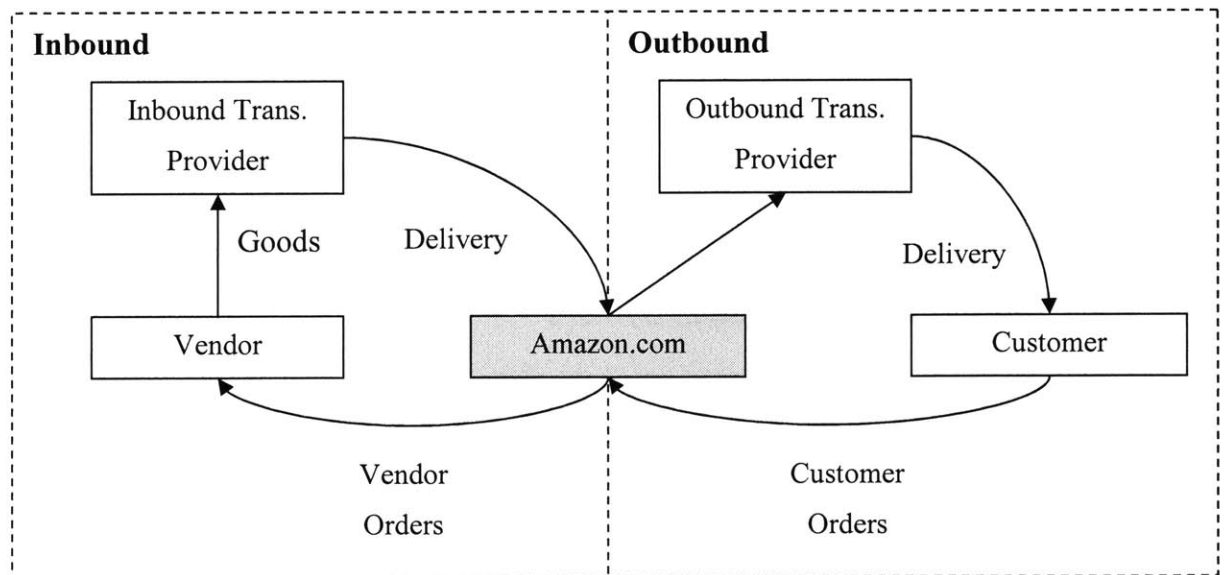 Inbound
Outbound
Inbound Trans.
Provider
Outbound Trans.
Provider
Goods
Delivery
Delivery
Vendor
Amazon.com
Customer
Vendor
Orders
Customer
Orders